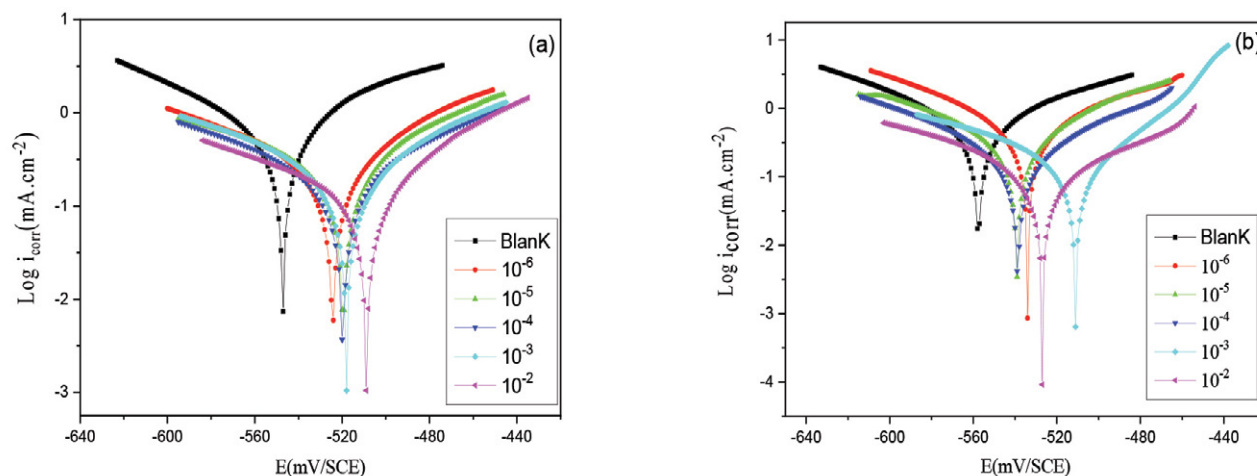 (a)
Log i_corr(mA.cm⁻²)
1
0
-1
-2
-3
-640 -600 -560 -520 -480 -440
E(mV/SCE)
BlanK
10⁻⁶
10⁻⁵
10⁻⁴
10⁻³
10⁻²
(b)
Log i_corr(mA.cm⁻²)
1
0
-1
-2
-3
-4
-640 -600 -560 -520 -480 -440
E(mV/SCE)
BlanK
10⁻⁶
10⁻⁵
10⁻⁴
10⁻³
10⁻²